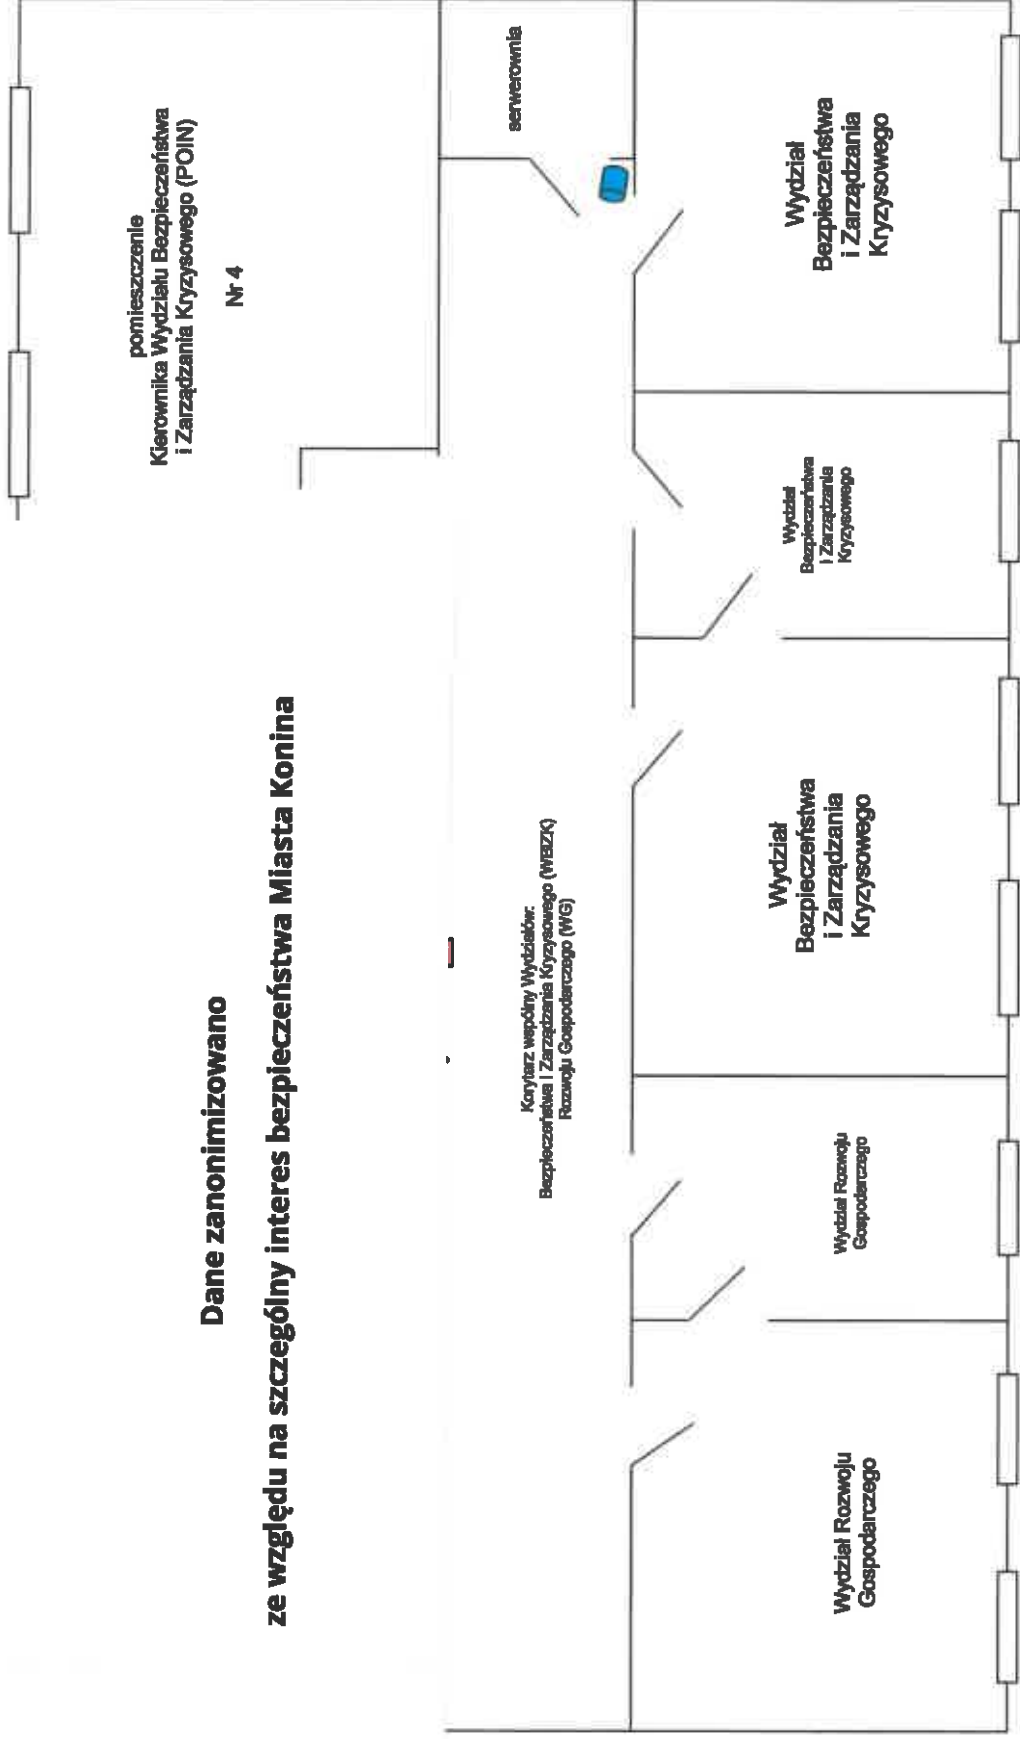 Dane zanonimizowano
ze względu na szczególny interes bezpieczeństwa Miasta Konina
pomieszczenie
Kierownika Wydziału Bezpieczeństwa
i Zarządzania Kryzysowego (POIN)
Nr 4
serwerownia
Korytarz wspólny Wydziałów:
Bezpieczeństwa i Zarządzania Kryzysowego (WBZK)
Rozwoju Gospodarczego (WG)
Wydział Rozwoju
Gospodarczego
Wydział Rozwoju
Gospodarczego
Wydział
Bezpieczeństwa
i Zarządzania
Kryzysowego
Wydział
Bezpieczeństwa
i Zarządzania
Kryzysowego
Wydział
Bezpieczeństwa
i Zarządzania
Kryzysowego